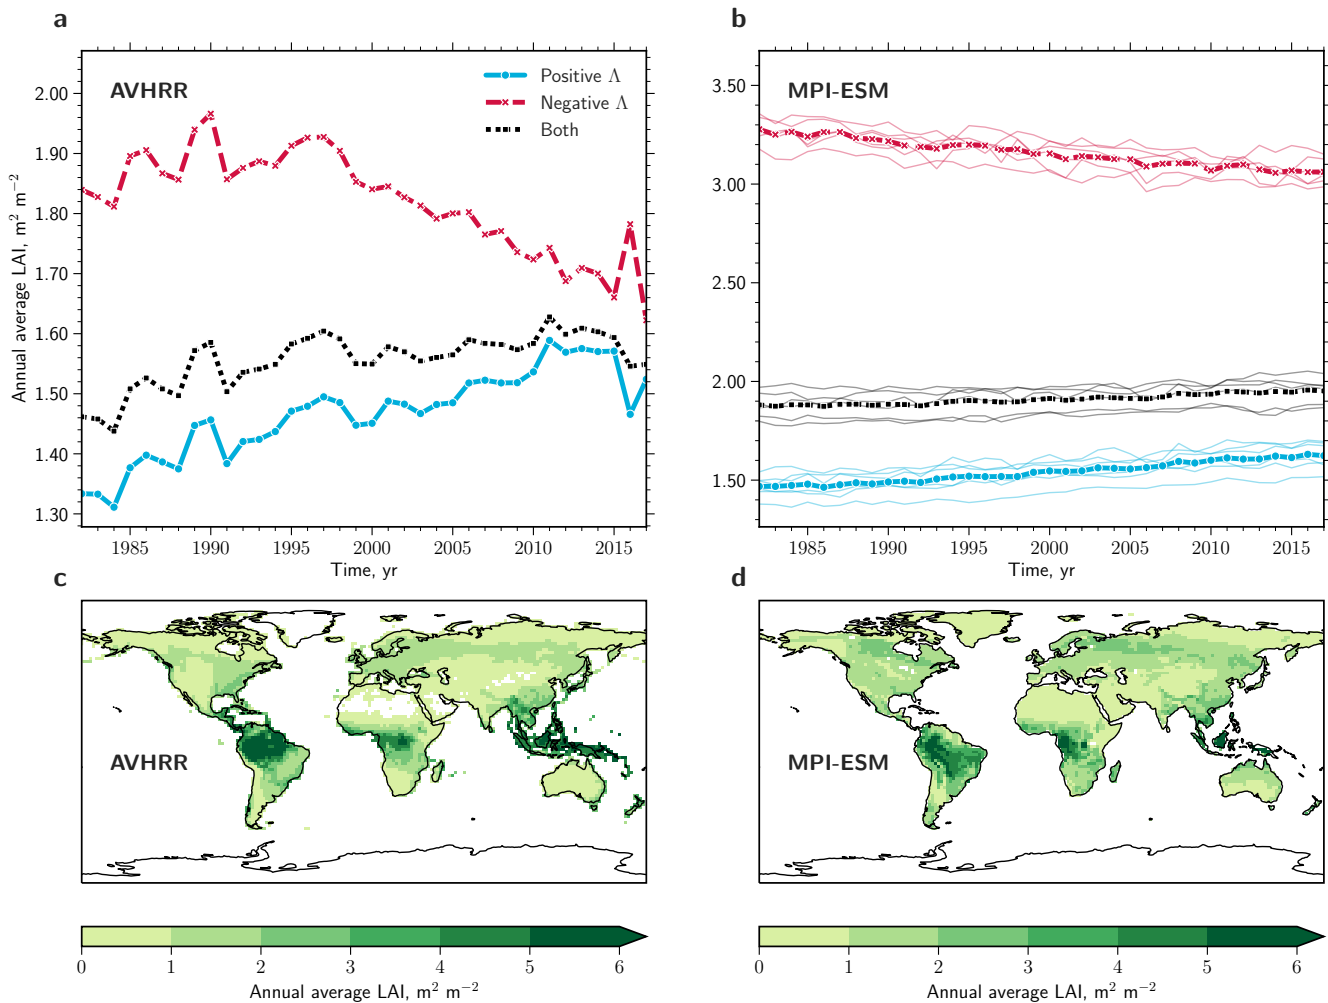 a
AVHRR
Positive Λ
Negative Λ
Both
2.00
1.90
1.80
1.70
1.60
1.50
1.40
1.30
Annual average LAI, m² m⁻²
1985 1990 1995 2000 2005 2010 2015
Time, yr
b
MPI-ESM
3.50
3.00
2.50
2.00
1.50
1985 1990 1995 2000 2005 2010 2015
Time, yr
c
AVHRR
0 1 2 3 4 5 6
Annual average LAI, m² m⁻²
d
MPI-ESM
0 1 2 3 4 5 6
Annual average LAI, m² m⁻²